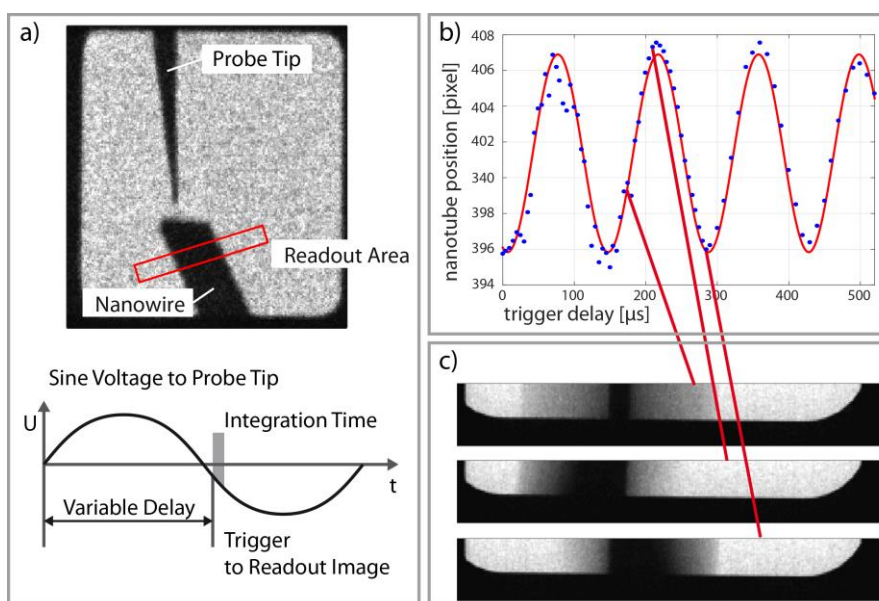 a)
Probe Tip
Readout Area
Nanowire
Sine Voltage to Probe Tip
U
Integration Time
t
Variable Delay
Trigger
to Readout Image
b)
nanotube position [pixel]
408
406
404
402
400
398
396
394
0
100
200
300
400
500
trigger delay [µs]
c)